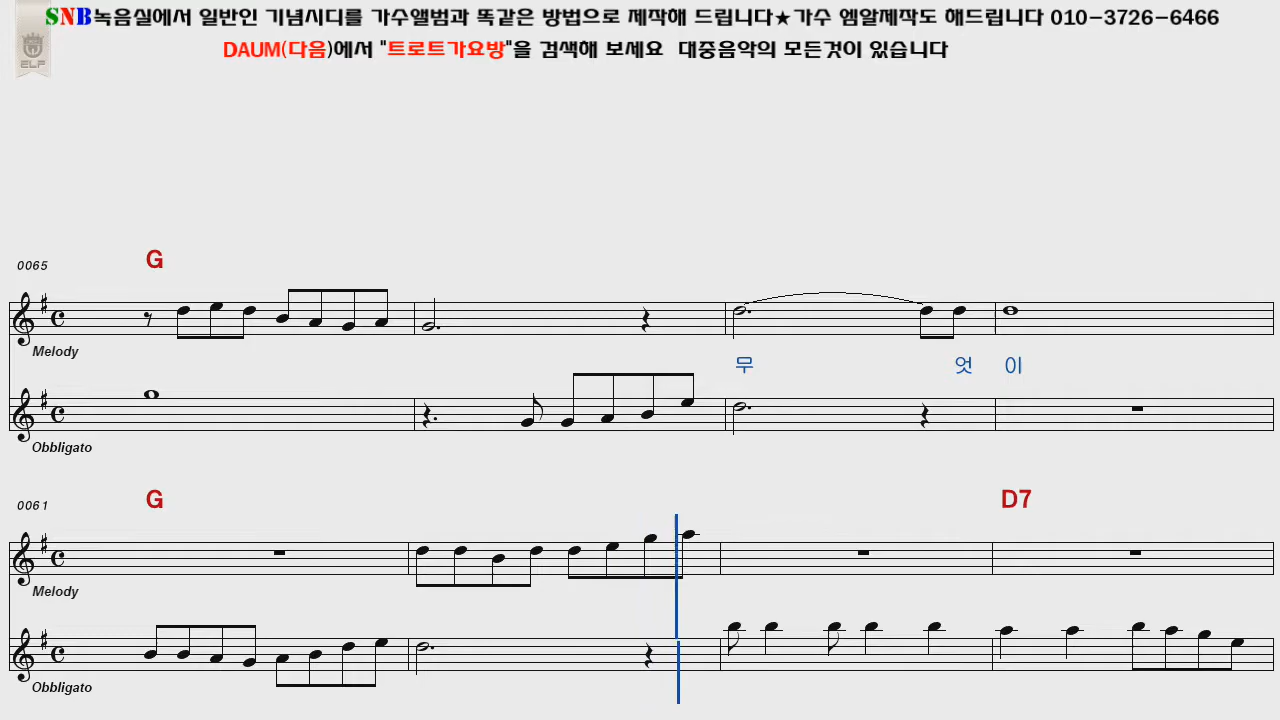 SNB녹음실에서 일반인 기념시디를 가수앨범과 똑같은 방법으로 제작해 드립니다★가수 엠알제작도 해드립니다 010-3726-6466
DAUM(다음)에서 "트로트가요방"을 검색해 보세요 대중음악의 모든것이 있습니다
ELF
0065 G
Melody
무 엇 이
Obbligato
0061 G D7
Melody
Obbligato